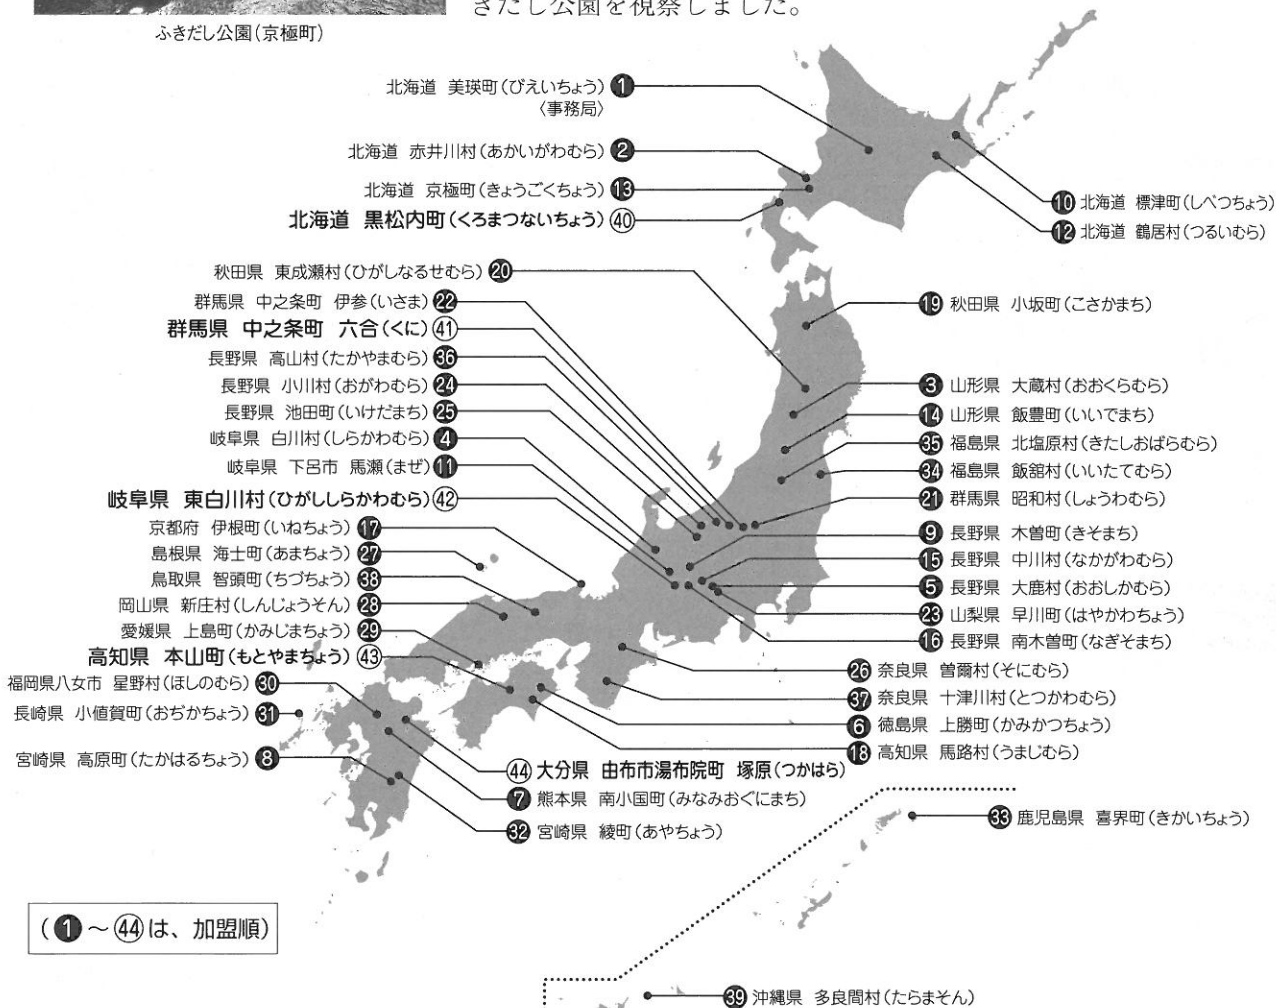 きだし公園を視察しました。
ふきだし公園(京極町)
北海道 美瑛町(びえいちょう) ❶
〈事務局〉
北海道 赤井川村(あかいがわむら) ❷
北海道 京極町(きょうごくちょう) ⓭
北海道 黒松内町(くろまつないちょう) ㊵
❿ 北海道 標津町(しべつちょう)
⓬ 北海道 鶴居村(つるいむら)
秋田県 東成瀬村(ひがしなるせむら) ⓴
群馬県 中之条町 伊参(いさま) 22
群馬県 中之条町 六合(くに) ㊶
長野県 高山村(たかやまむら) 36
長野県 小川村(おがわむら) 24
長野県 池田町(いけだまち) 25
岐阜県 白川村(しらかわむら) ❹
岐阜県 下呂市 馬瀬(まぜ) ⓫
岐阜県 東白川村(ひがししらかわむら) ㊷
京都府 伊根町(いねちょう) ⓱
島根県 海士町(あまちょう) 27
鳥取県 智頭町(ちづちょう) 38
岡山県 新庄村(しんじょうそん) 28
愛媛県 上島町(かみじまちょう) 29
高知県 本山町(もとやまちょう) ㊸
福岡県八女市 星野村(ほしのむら) 30
長崎県 小値賀町(おぢかちょう) 31
宮崎県 高原町(たかはるちょう) ❽
⓳ 秋田県 小坂町(こさかまち)
❸ 山形県 大蔵村(おおくらむら)
⓮ 山形県 飯豊町(いいでまち)
35 福島県 北塩原村(きたしおばらむら)
34 福島県 飯舘村(いいたてむら)
21 群馬県 昭和村(しょうわむら)
❾ 長野県 木曽町(きそまち)
⓯ 長野県 中川村(なかがわむら)
❺ 長野県 大鹿村(おおしかむら)
23 山梨県 早川町(はやかわちょう)
⓰ 長野県 南木曽町(なぎそまち)
26 奈良県 曽爾村(そにむら)
37 奈良県 十津川村(とつかわむら)
❻ 徳島県 上勝町(かみかつちょう)
⓲ 高知県 馬路村(うまじむら)
㊹ 大分県 由布市湯布院町 塚原(つかはら)
❼ 熊本県 南小国町(みなみおぐにまち)
32 宮崎県 綾町(あやちょう)
33 鹿児島県 喜界町(きかいちょう)
(❶～㊹は、加盟順)
39 沖縄県 多良間村(たらまそん)